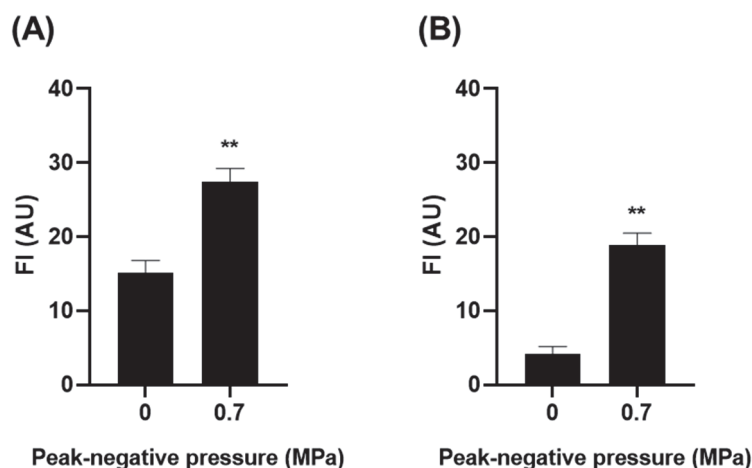 (A)
FI (AU)
40
30
20
10
0
**
0 0.7
Peak-negative pressure (MPa)
(B)
FI (AU)
40
30
20
10
0
**
0 0.7
Peak-negative pressure (MPa)